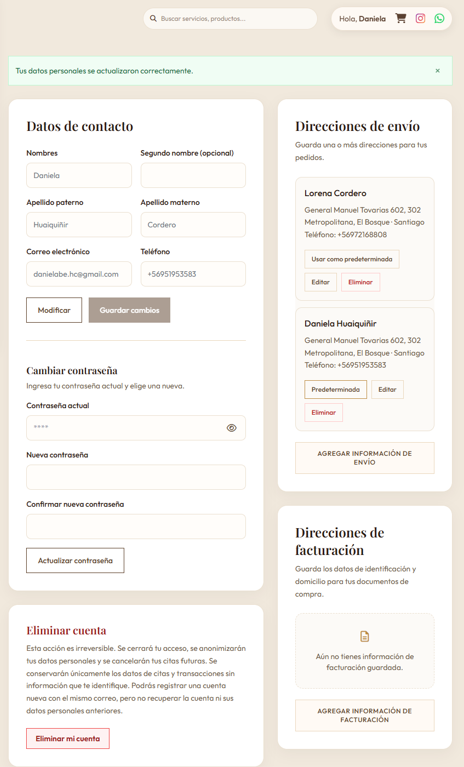 Buscar servicios, productos...
Hola, Daniela
Tus datos personales se actualizaron correctamente.
×
Datos de contacto
Nombres
Segundo nombre (opcional)
Daniela
Apellido paterno
Apellido materno
Huaiquiñir
Cordero
Correo electrónico
Teléfono
danielabe.hc@gmail.com
+56951953583
Modificar
Guardar cambios
Cambiar contraseña
Ingresa tu contraseña actual y elige una nueva.
Contraseña actual
****
Nueva contraseña
Confirmar nueva contraseña
Actualizar contraseña
Eliminar cuenta
Esta acción es irreversible. Se cerrará tu acceso, se anonimizarán
tus datos personales y se cancelarán tus citas futuras. Se
conservarán únicamente los datos de citas y transacciones sin
información que te identifique. Podrás registrar una cuenta
nueva con el mismo correo, pero no recuperar la cuenta ni sus
datos personales anteriores.
Eliminar mi cuenta
Direcciones de envío
Guarda una o más direcciones para tus
pedidos.
Lorena Cordero
General Manuel Tovarias 602, 302
Metropolitana, El Bosque · Santiago
Teléfono: +56972168808
Usar como predeterminada
Editar
Eliminar
Daniela Huaiquiñir
General Manuel Tovarias 602, 302
Metropolitana, El Bosque · Santiago
Teléfono: +56951953583
Predeterminada
Editar
Eliminar
AGREGAR INFORMACIÓN DE
ENVÍO
Direcciones de
facturación
Guarda los datos de identificación y
domicilio para tus documentos de
compra.
Aún no tienes información de
facturación guardada.
AGREGAR INFORMACIÓN DE
FACTURACIÓN